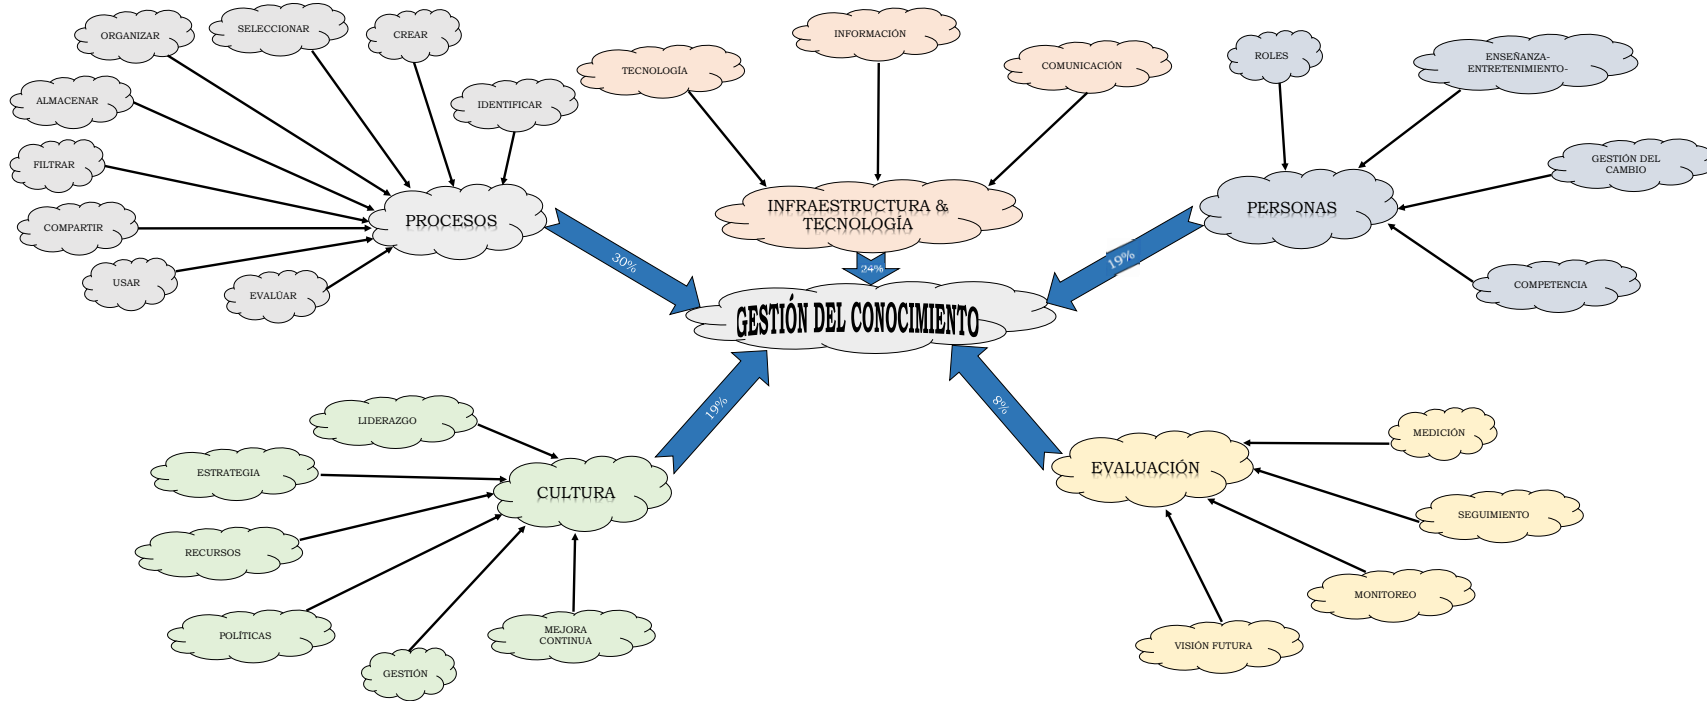 ORGANIZAR
SELECCIONAR
CREAR
IDENTIFICAR
ALMACENAR
FILTRAR
COMPARTIR
USAR
EVALÚAR
PROCESOS
30%
TECNOLOGÍA
INFORMACIÓN
COMUNICACIÓN
INFRAESTRUCTURA &
TECNOLOGÍA
24%
ROLES
ENSEÑANZA-
ENTRETENIMIENTO-
GESTIÓN DEL
CAMBIO
COMPETENCIA
PERSONAS
19%
GESTIÓN DEL CONOCIMIENTO
LIDERAZGO
ESTRATEGIA
RECURSOS
POLÍTICAS
GESTIÓN
MEJORA
CONTINUA
CULTURA
19%
8%
EVALUACIÓN
MEDICIÓN
SEGUIMIENTO
MONITOREO
VISIÓN FUTURA